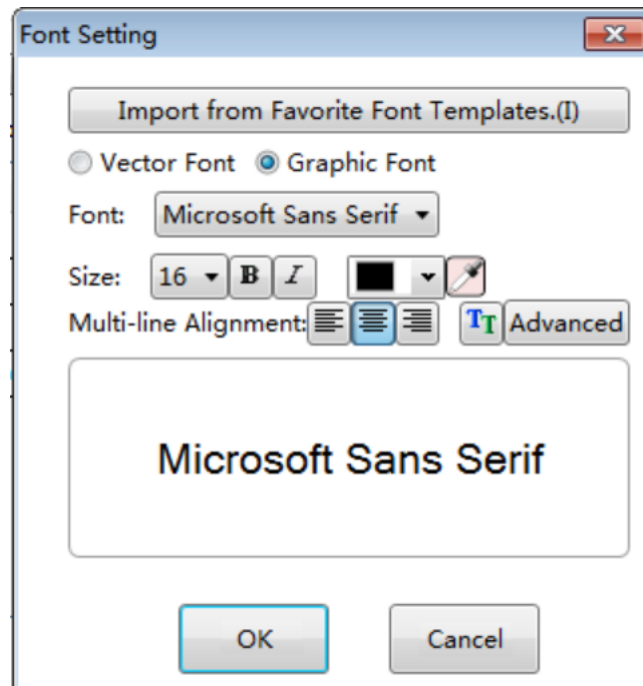 Font Setting
Import from Favorite Font Templates.(I)
Vector Font Graphic Font
Font: Microsoft Sans Serif
Size: 16 B I
Multi-line Alignment: TT Advanced
Microsoft Sans Serif
OK Cancel